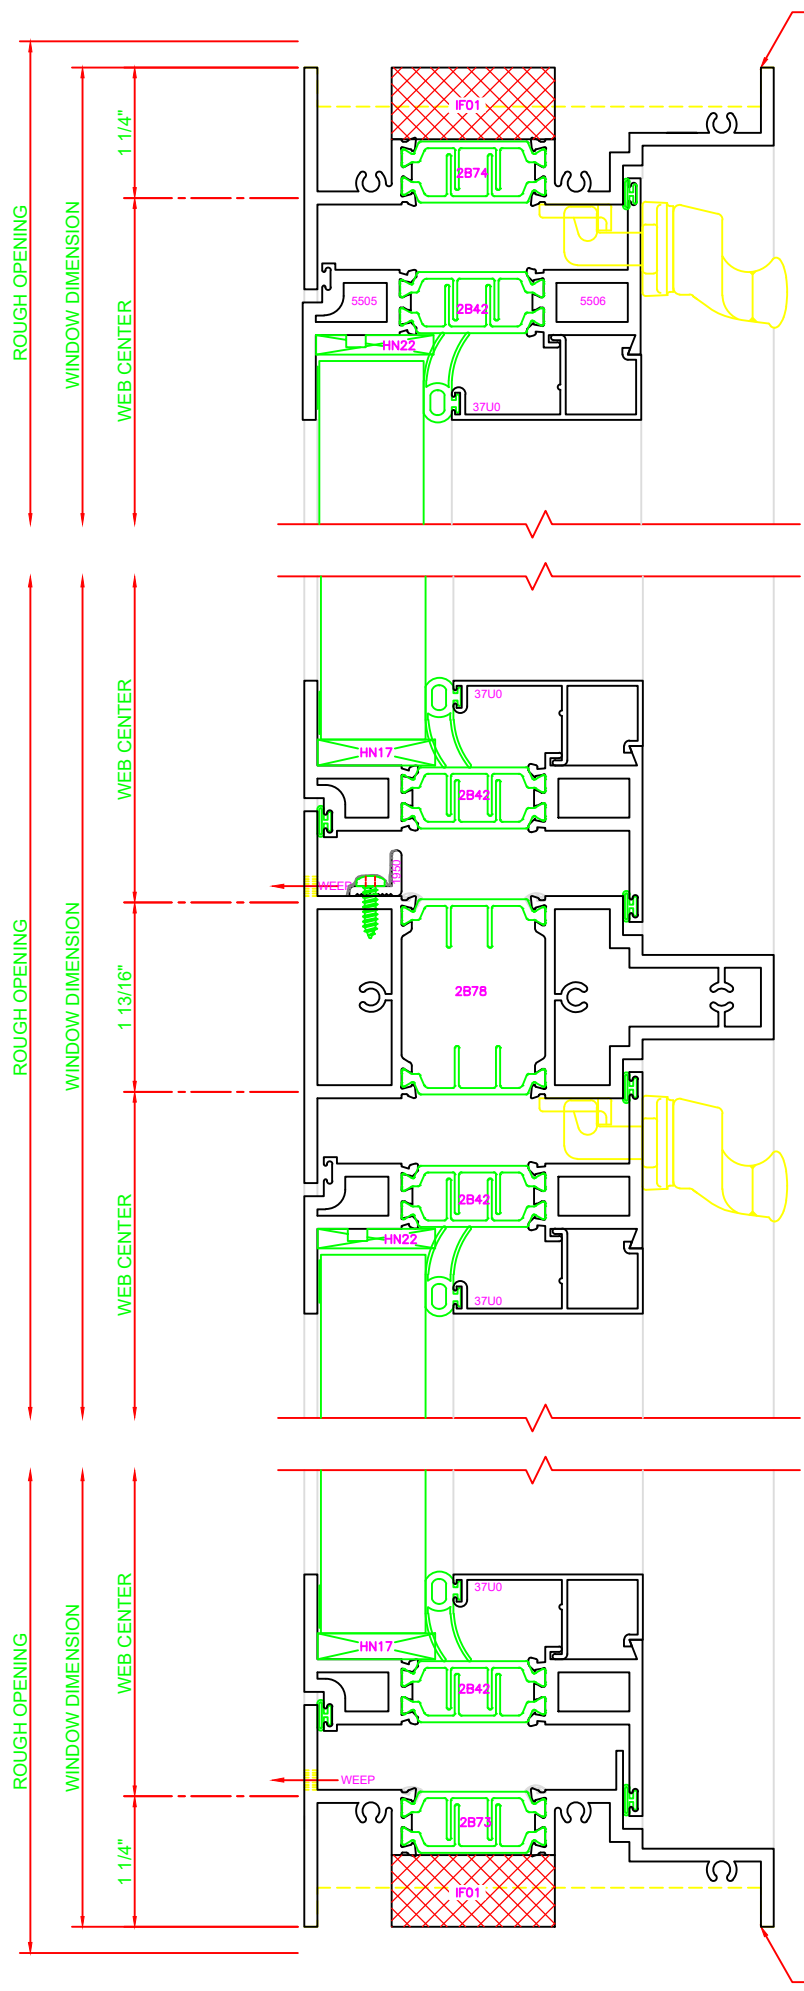 IF01
1 1/4"
2B74
ROUGH OPENING
WINDOW DIMENSION
WEB CENTER
5505
2B42
5506
HN22
37U0
37U0
WEB CENTER
HN17
2B42
WEEP
1950
ROUGH OPENING
WINDOW DIMENSION
1 13/16"
2B78
2B42
WEB CENTER
HN22
37U0
37U0
WEB CENTER
HN17
2B42
ROUGH OPENING
WINDOW DIMENSION
WEEP
2B73
1 1/4"
IF01